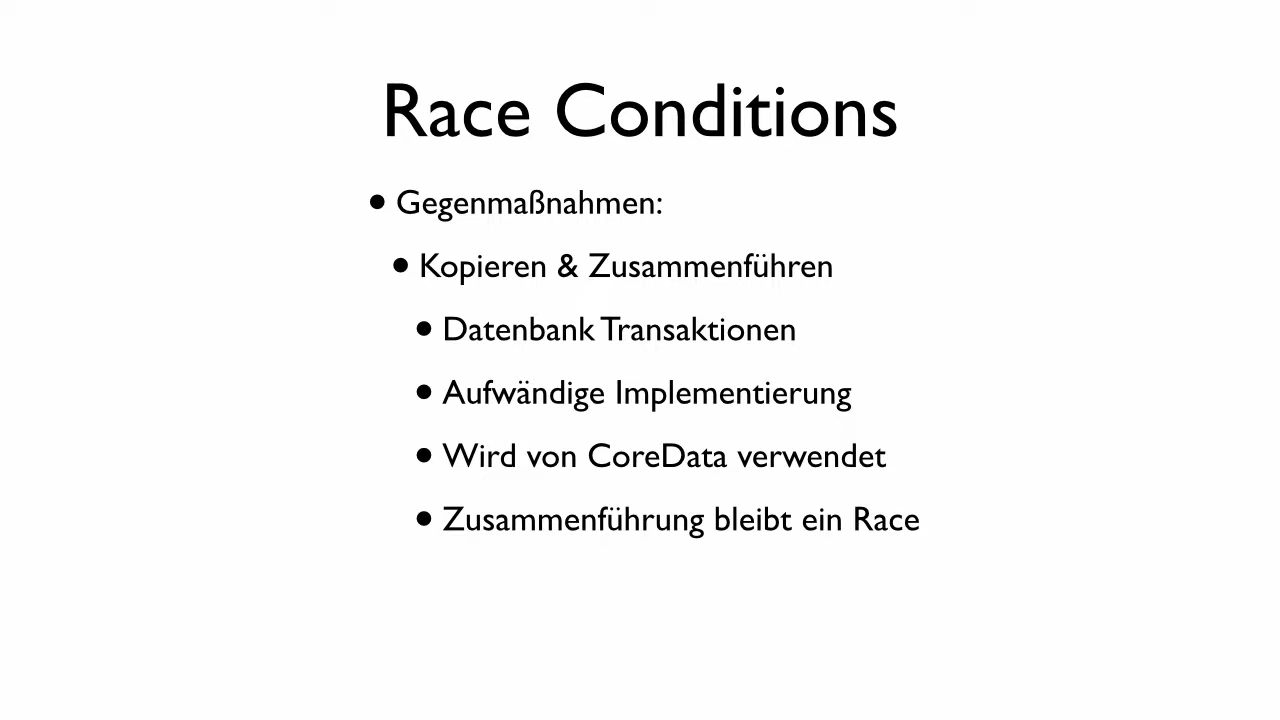 Race Conditions
• Gegenmaßnahmen:
• Kopieren & Zusammenführen
• Datenbank Transaktionen
• Aufwändige Implementierung
• Wird von CoreData verwendet
• Zusammenführung bleibt ein Race